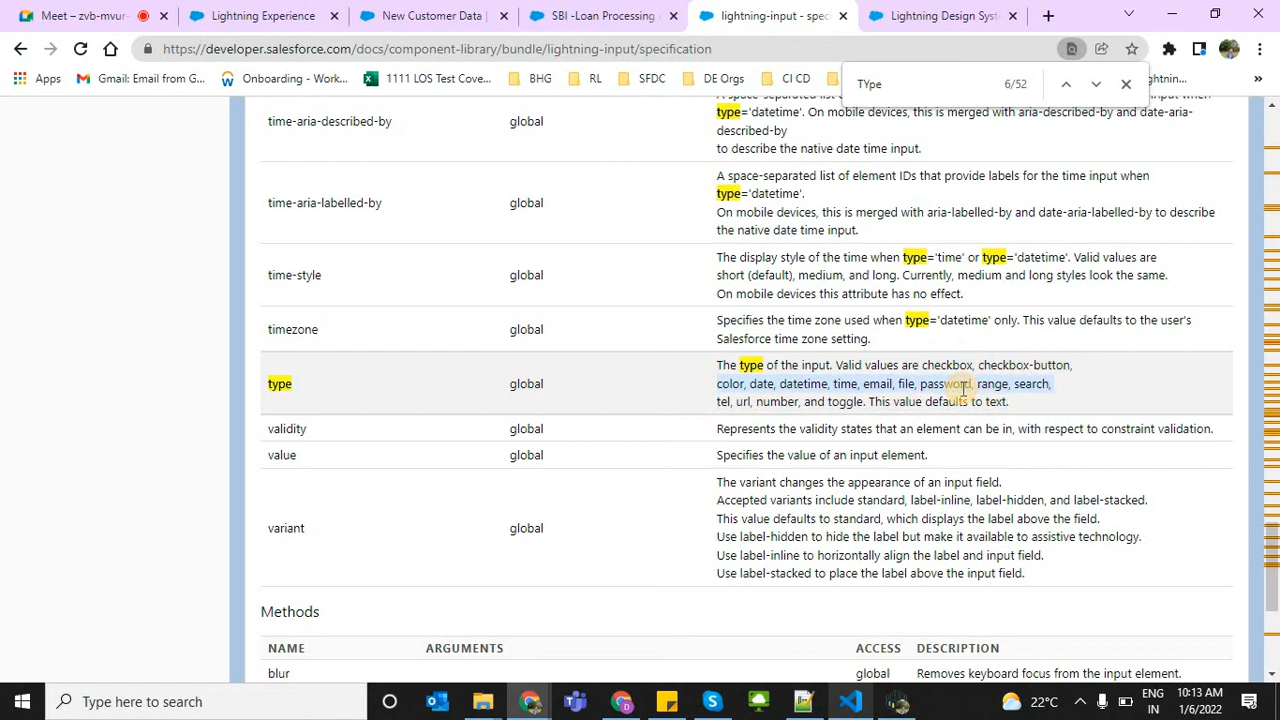 Meet – zvb-mvur-
Lightning Experience
New Customer Data |
SBI -Loan Processing
lightning-input - spec
Lightning Design Syst
https://developer.salesforce.com/docs/component-library/bundle/lightning-input/specification
Apps
Gmail: Email from G...
Onboarding - Work...
1111 LOS Test Cove...
BHG
RL
SFDC
DE Orgs
CI CD
TYpe
6/52
time-aria-described-by
global
type='datetime'. On mobile devices, this is merged with aria-described-by and date-aria-
described-by
to describe the native date time input.
time-aria-labelled-by
global
A space-separated list of element IDs that provide labels for the time input when
type='datetime'.
On mobile devices, this is merged with aria-labelled-by and date-aria-labelled-by to describe
the native date time input.
time-style
global
The display style of the time when type='time' or type='datetime'. Valid values are
short (default), medium, and long. Currently, medium and long styles look the same.
On mobile devices this attribute has no effect.
timezone
global
Specifies the time zone used when type='datetime' only. This value defaults to the user's
Salesforce time zone setting.
type
global
The type of the input. Valid values are checkbox, checkbox-button,
color, date, datetime, time, email, file, password, range, search,
tel, url, number, and toggle. This value defaults to text.
validity
global
Represents the validity states that an element can be in, with respect to constraint validation.
value
global
Specifies the value of an input element.
variant
global
The variant changes the appearance of an input field.
Accepted variants include standard, label-inline, label-hidden, and label-stacked.
This value defaults to standard, which displays the label above the field.
Use label-hidden to hide the label but make it available to assistive technology.
Use label-inline to horizontally align the label and input field.
Use label-stacked to place the label above the input field.
Methods
NAME
ARGUMENTS
ACCESS
DESCRIPTION
blur
global
Removes keyboard focus from the input element.
Type here to search
22°C
ENG
IN
10:13 AM
1/6/2022